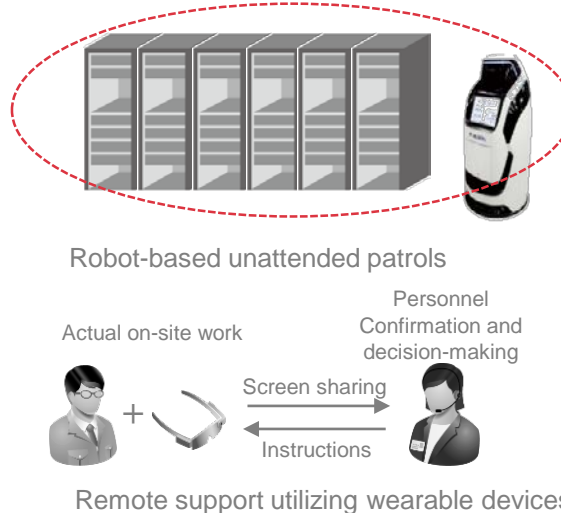 Robot-based unattended patrols
Personnel
Confirmation and
decision-making
Actual on-site work
+
Screen sharing
Instructions
Remote support utilizing wearable devices